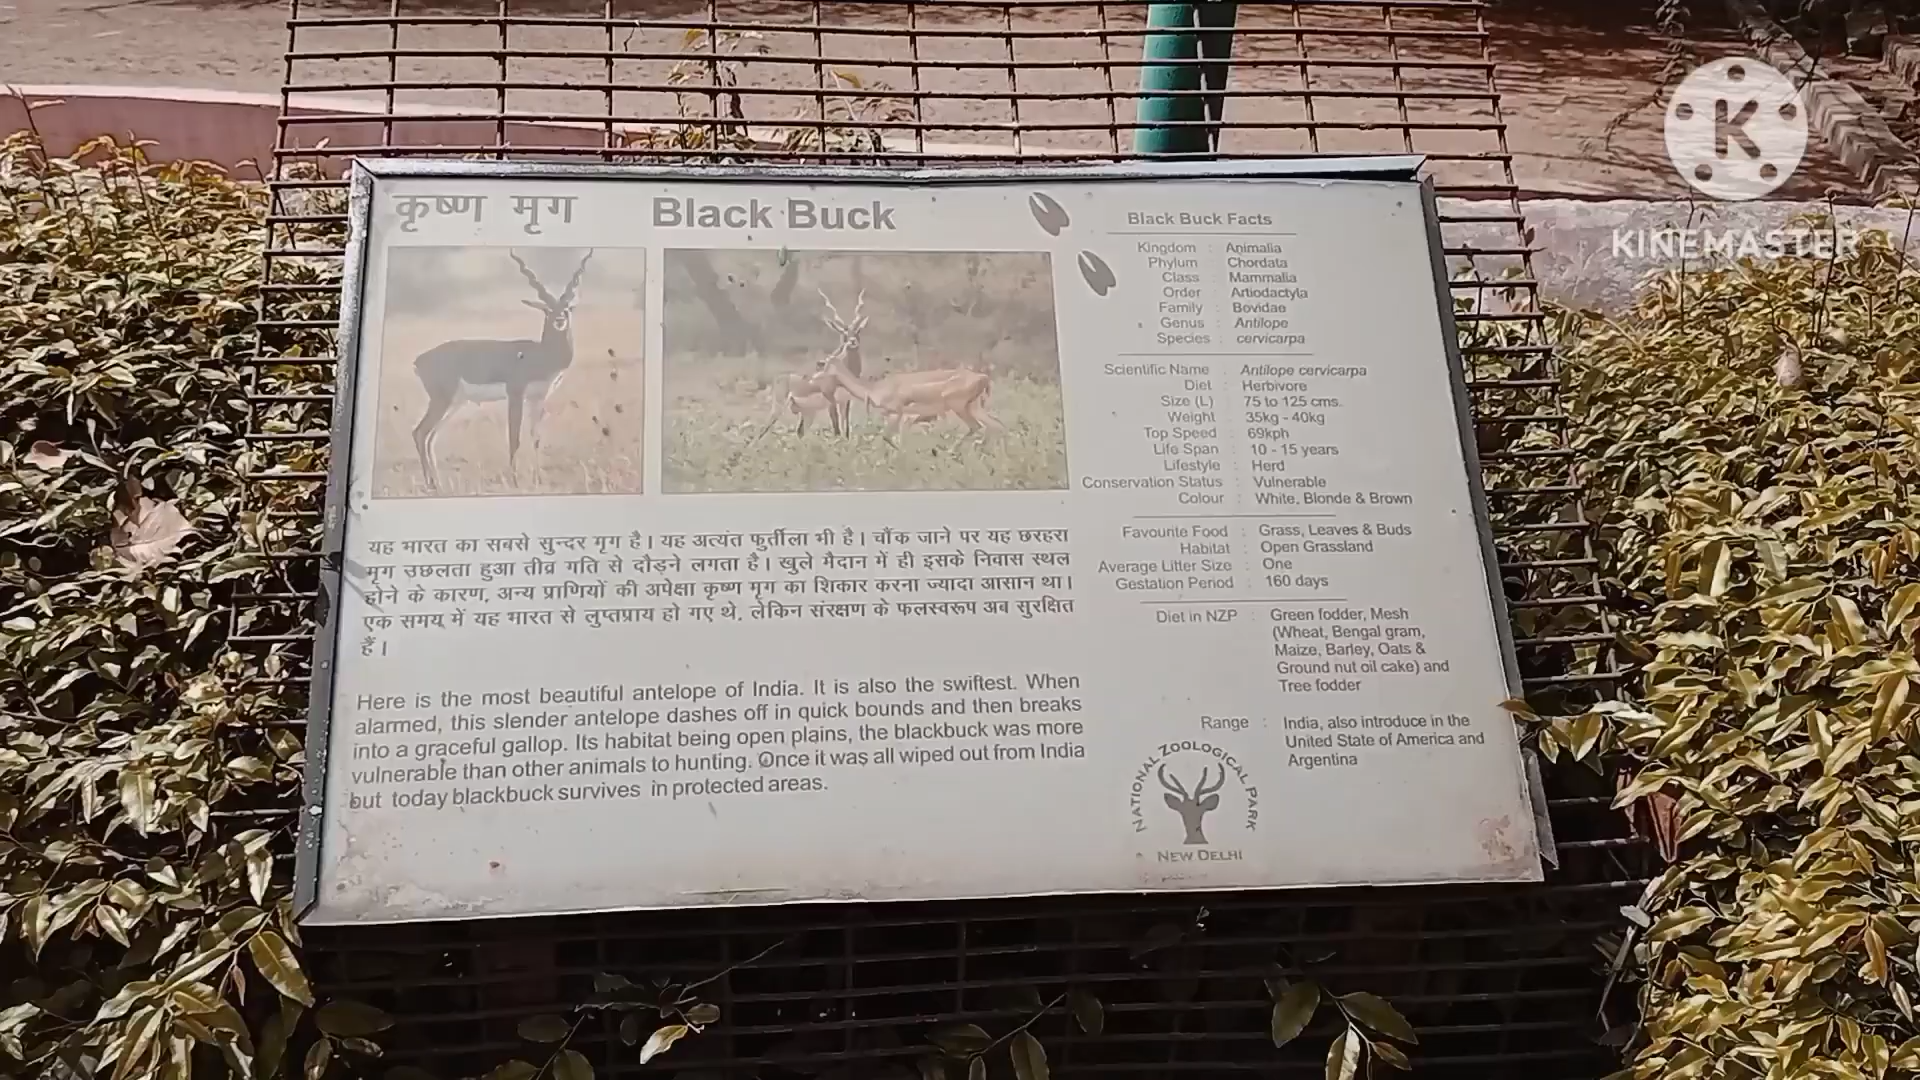 कृष्ण मृग
Black Buck
यह भारत का सबसे सुन्दर मृग है। यह अत्यंत फुर्तीला भी है। चौंक जाने पर यह छरहरा
मृग उछलता हुआ तीव्र गति से दौड़ने लगता है। खुले मैदान में ही इसके निवास स्थल
होने के कारण, अन्य प्राणियों की अपेक्षा कृष्ण मृग का शिकार करना ज्यादा आसान था।
एक समय में यह भारत से लुप्तप्राय हो गए थे, लेकिन संरक्षण के फलस्वरूप अब सुरक्षित
हैं।
Here is the most beautiful antelope of India. It is also the swiftest. When
alarmed, this slender antelope dashes off in quick bounds and then breaks
into a graceful gallop. Its habitat being open plains, the blackbuck was more
vulnerable than other animals to hunting. Once it was all wiped out from India
but today blackbuck survives in protected areas.
Black Buck Facts
Kingdom : Animalia
Phylum : Chordata
Class : Mammalia
Order : Artiodactyla
Family : Bovidae
Genus : Antilope
Species : cervicarpa
Scientific Name : Antilope cervicarpa
Diet : Herbivore
Size (L) : 75 to 125 cms.
Weight : 35kg - 40kg
Top Speed : 69kph
Life Span : 10 - 15 years
Lifestyle : Herd
Conservation Status : Vulnerable
Colour : White, Blonde & Brown
Favourite Food : Grass, Leaves & Buds
Habitat : Open Grassland
Average Litter Size : One
Gestation Period : 160 days
Diet in NZP : Green fodder, Mesh
(Wheat, Bengal gram,
Maize, Barley, Oats &
Ground nut oil cake) and
Tree fodder
Range : India, also introduce in the
United State of America and
Argentina
NATIONAL ZOOLOGICAL PARK
NEW DELHI
K
KINEMASTER